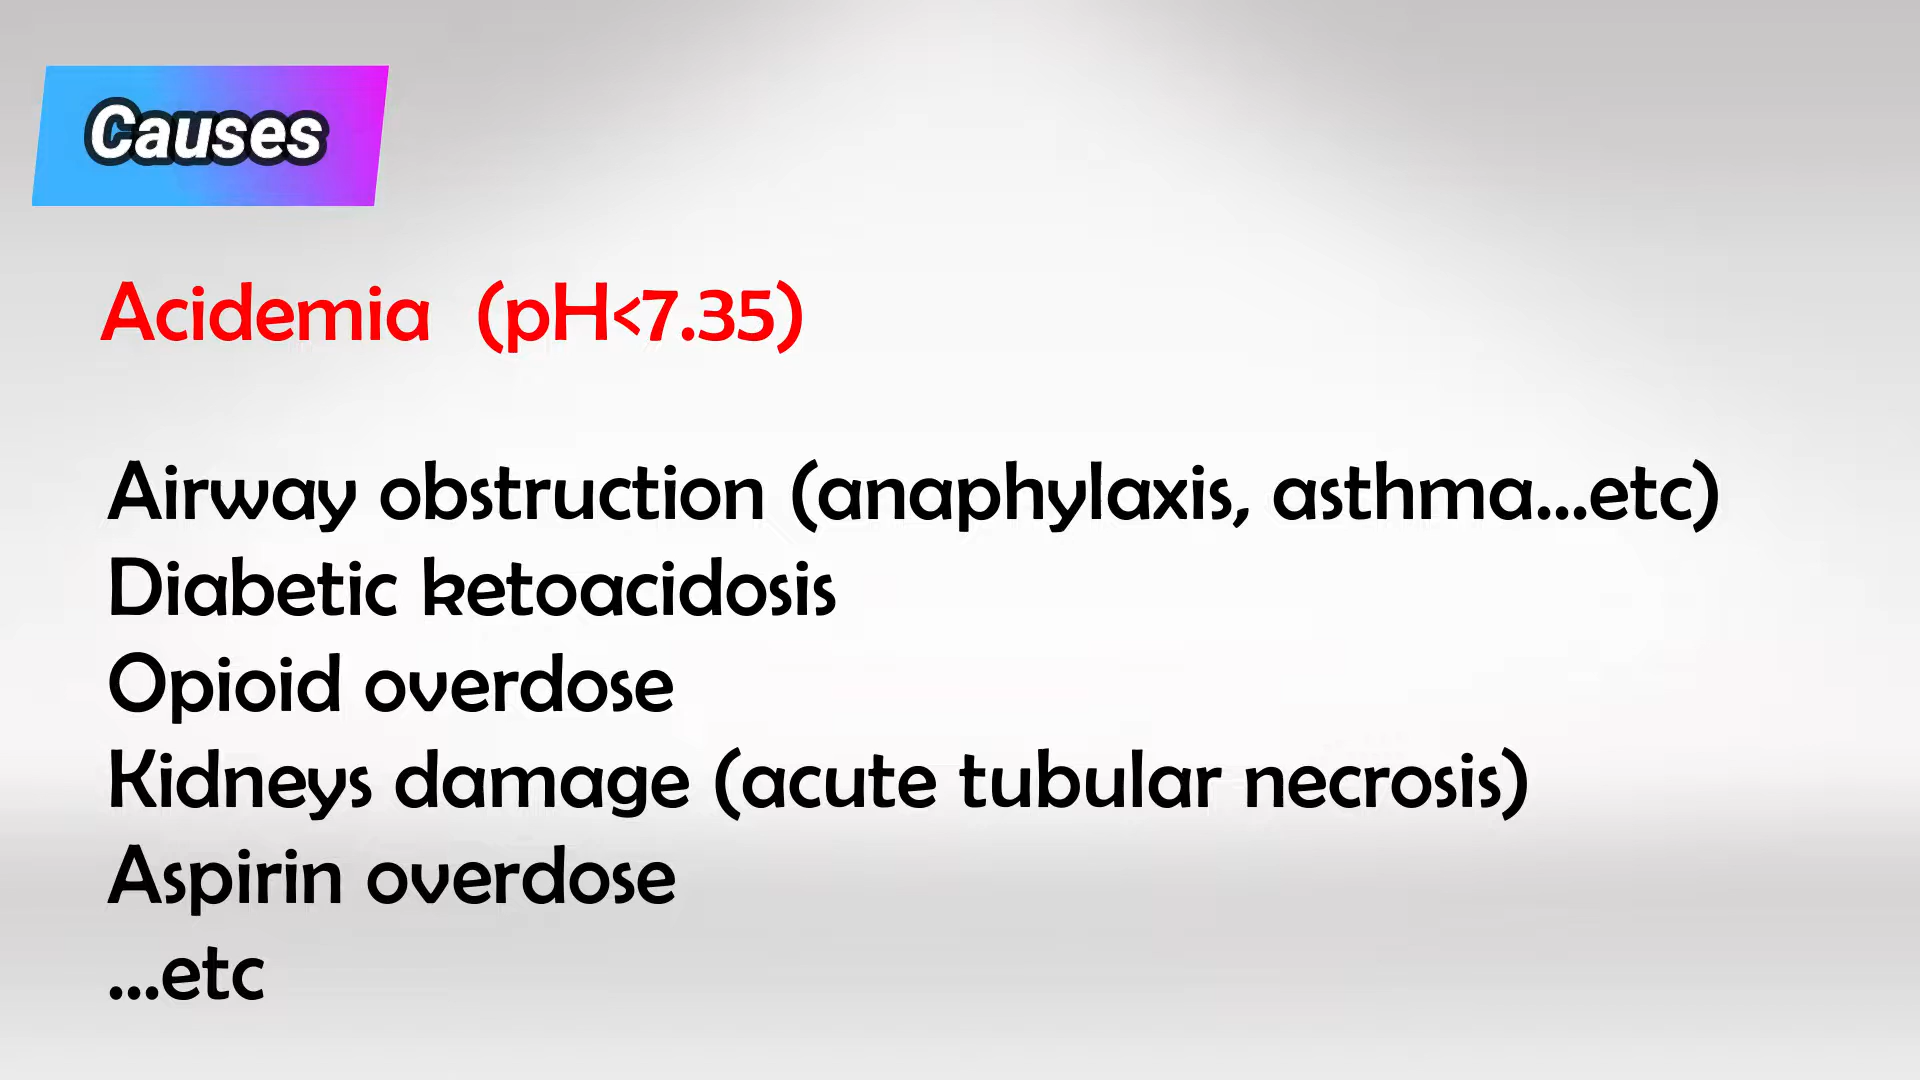 Causes
Acidemia (pH<7.35)
Airway obstruction (anaphylaxis, asthma...etc)
Diabetic ketoacidosis
Opioid overdose
Kidneys damage (acute tubular necrosis)
Aspirin overdose
...etc